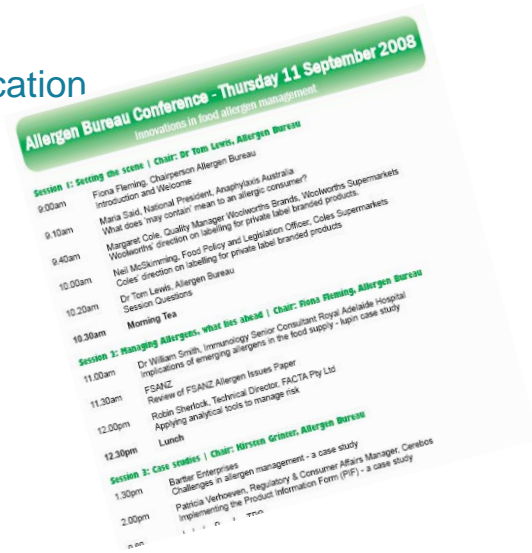 cation
Allergen Bureau Conference - Thursday 11 September 2008
Innovations in food allergen management
Session 1: Setting the scene | Chair: Dr Tom Lewis, Allergen Bureau
9:00am Fiona Fleming, Chairperson Allergen Bureau
Introduction and Welcome
9.10am Maria Said, National President, Anaphylaxis Australia
What does 'may contain' mean to an allergic consumer?
9.40am Margaret Cole, Quality Manager Woolworths Brands, Woolworths Supermarkets
Woolworths' direction on labelling for private label branded products.
10.00am Neil McSkimming, Food Policy and Legislation Officer, Coles Supermarkets
Coles' direction on labelling for private label branded products
10.20am Dr Tom Lewis, Allergen Bureau
Session Questions
10.30am Morning Tea
Session 2: Managing Allergens, what lies ahead | Chair: Fiona Fleming, Allergen Bureau
11.00am Dr William Smith, Immunology Senior Consultant Royal Adelaide Hospital
Implications of emerging allergens in the food supply - lupin case study
11.30am FSANZ
Review of FSANZ Allergen Issues Paper
12.00pm Robin Sherlock, Technical Director, FACTA Pty Ltd
Applying analytical tools to manage risk
12.30pm Lunch
Session 3: Case studies | Chair: Kirsten Grinter, Allergen Bureau
1.30pm Bartter Enterprises
Challenges in allergen management - a case study
2.00pm Patricia Verhoeven, Regulatory & Consumer Affairs Manager, Cerebos
Implementing the Product Information Form (PIF) - a case study